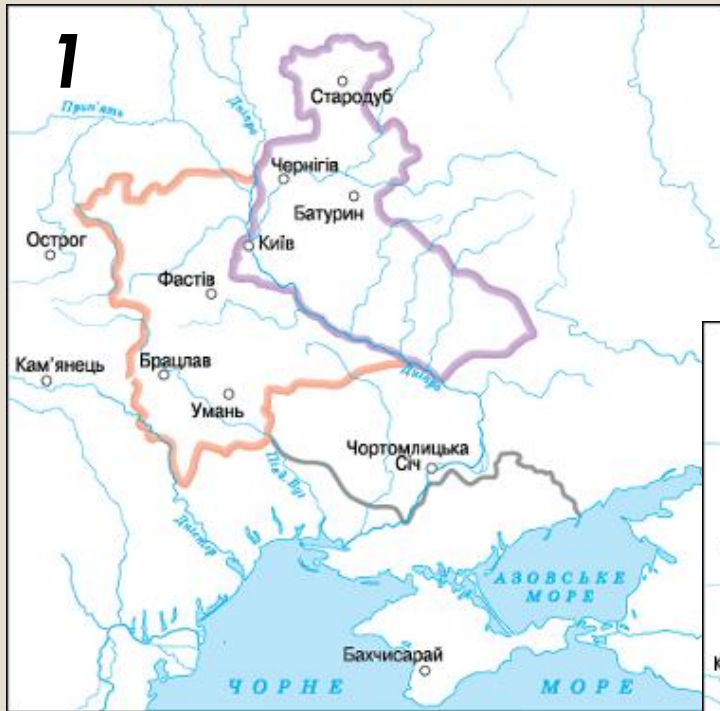 1
Прип'ять
Дніпро
Стародуб
Чернігів
Батурин
Острог
Київ
Фастів
Кам'янець
Брацлав
Умань
Дніпро
Чортомлицька
Січ
Півд. Буг
Дністер
АЗОВСЬКЕ
МОРЕ
Бахчисарай
ЧОРНЕ МОРЕ
К